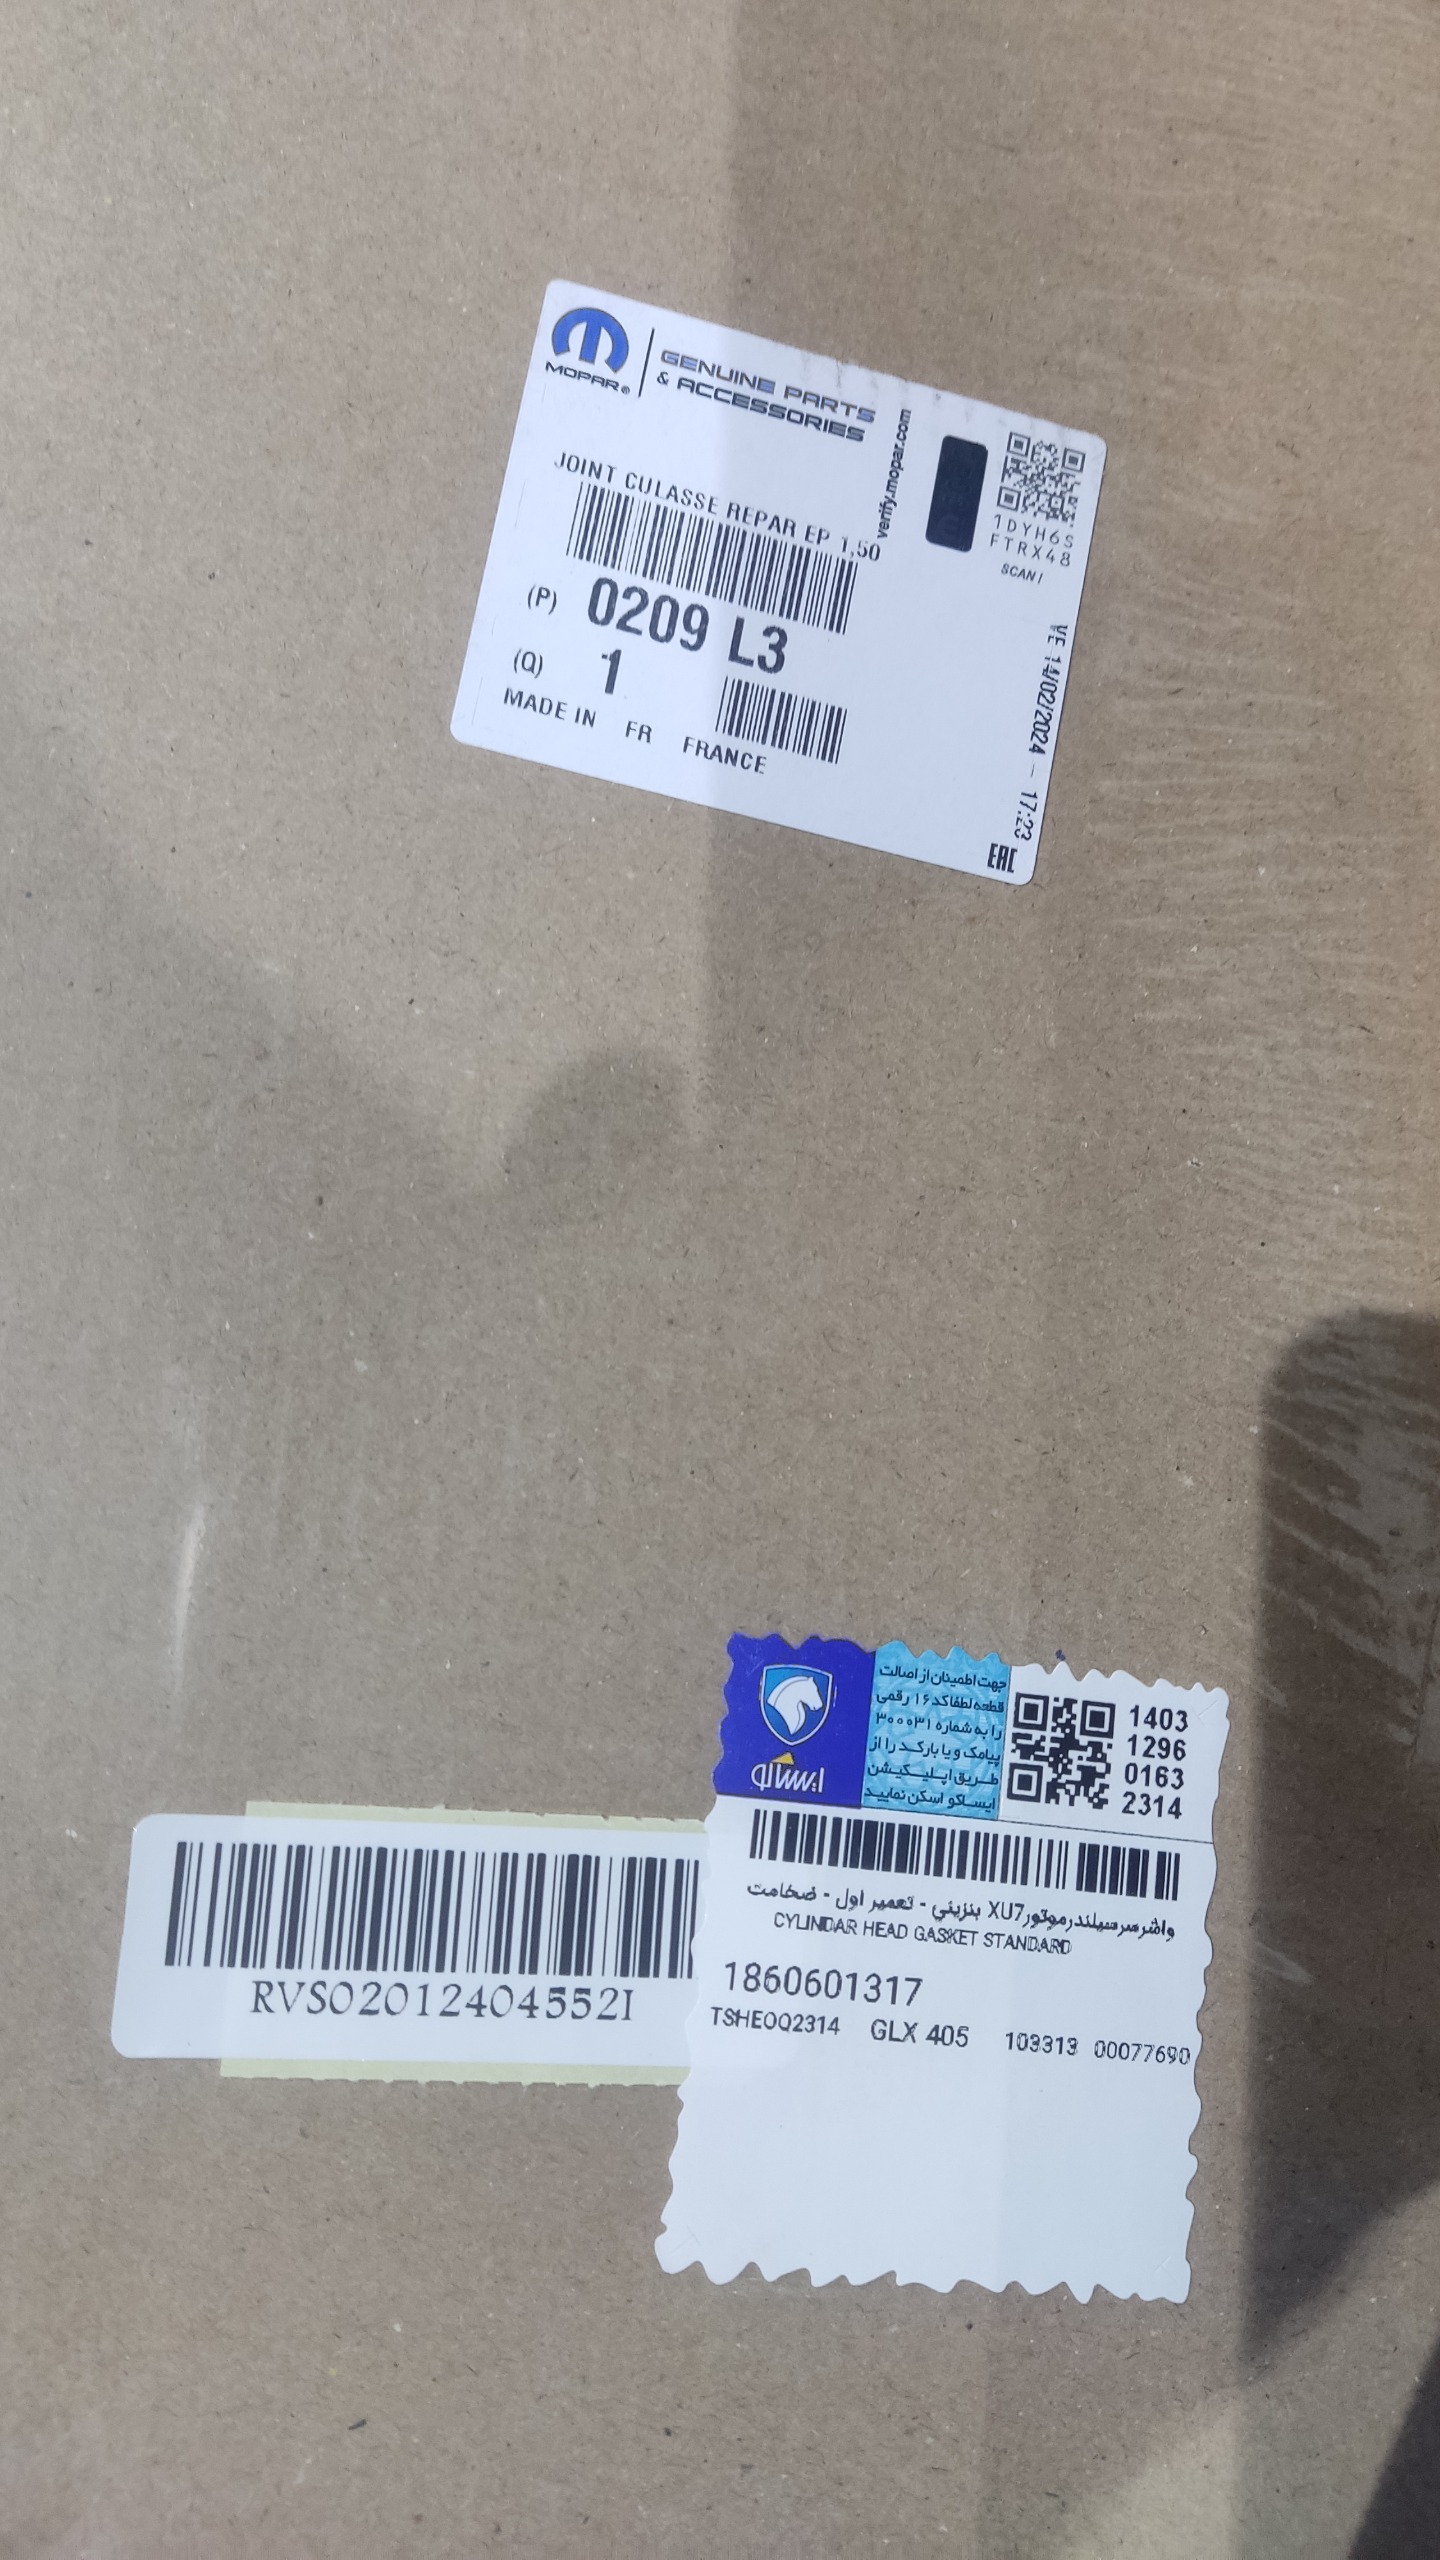 MOPAR®
GENUINE PARTS
& ACCESSORIES
verify.mopar.com
1DYH6S
FTRX48
SCAN!
JOINT CULASSE REPAR EP 1,50
(P) 0209 L3
(Q) 1
MADE IN FR FRANCE
VE 14/02/2024 - 17:23
EAC
ایساکو
جهت اطمینان از اصالت
قطعه لطفا کد ۱۶ رقمی
را به شماره ۳۰۰۰۳۱
پیامک و یا بارکد را از
طریق اپلیکیشن
ایساکو اسکن نمایید
1403
1296
0163
2314
واشر سرسیلندر موتور XU7 بنزیني - تعمیر اول - ضخامت
CYLINDAR HEAD GASKET STANDARD
1860601317
TSHEOQ2314 GLX 405 103313 00077690
RVSO2012404552I